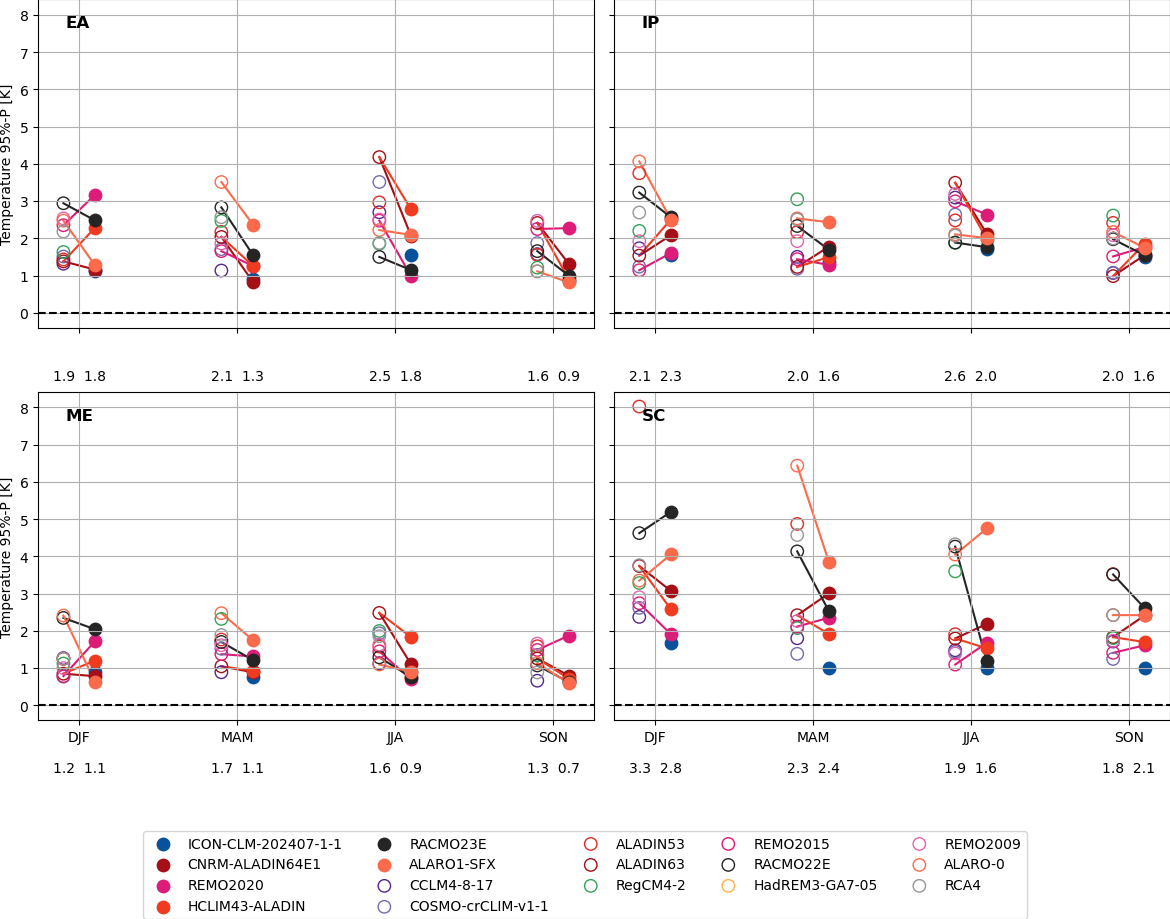 EA
IP
8
7
6
5
4
3
2
1
0
Temperature 95%-P [K]
1.9 1.8
2.1 1.3
2.5 1.8
1.6 0.9
2.1 2.3
2.0 1.6
2.6 2.0
2.0 1.6
ME
SC
8
7
6
5
4
3
2
1
0
Temperature 95%-P [K]
DJF
MAM
JJA
SON
DJF
MAM
JJA
SON
1.2 1.1
1.7 1.1
1.6 0.9
1.3 0.7
3.3 2.8
2.3 2.4
1.9 1.6
1.8 2.1
ICON-CLM-202407-1-1
CNRM-ALADIN64E1
REMO2020
HCLIM43-ALADIN
RACMO23E
ALARO1-SFX
CCLM4-8-17
COSMO-crCLIM-v1-1
ALADIN53
ALADIN63
RegCM4-2
REMO2015
RACMO22E
HadREM3-GA7-05
REMO2009
ALARO-0
RCA4